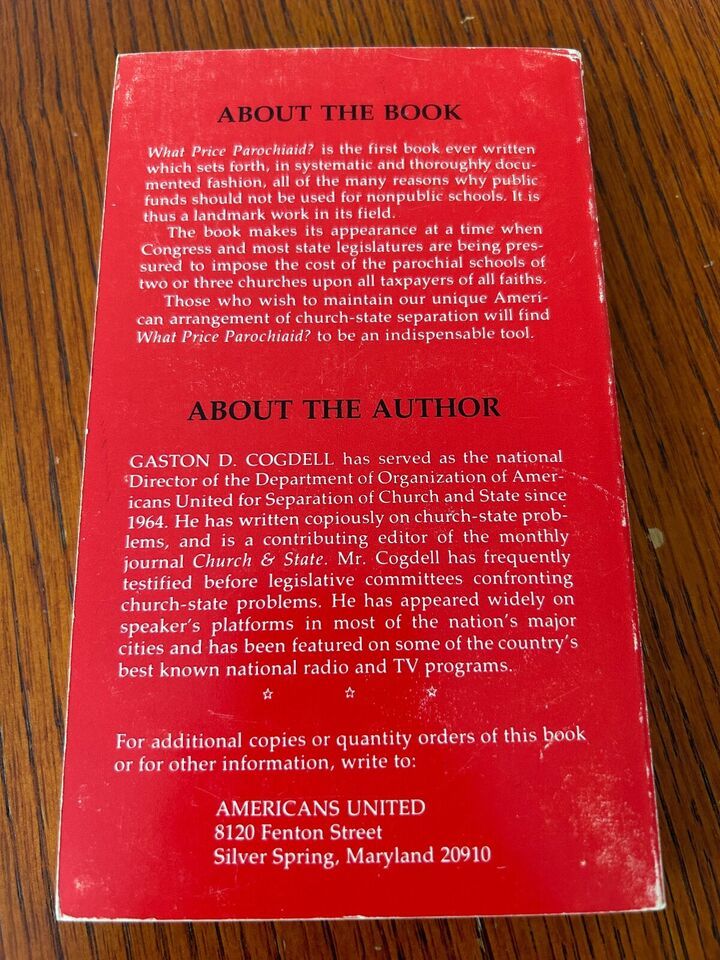 ABOUT THE BOOK
What Price Parochiaid? is the first book ever written
which sets forth, in systematic and thoroughly docu-
mented fashion, all of the many reasons why public
funds should not be used for nonpublic schools. It is
thus a landmark work in its field.
The book makes its appearance at a time when
Congress and most state legislatures are being pres-
sured to impose the cost of the parochial schools of
two or three churches upon all taxpayers of all faiths.
Those who wish to maintain our unique Ameri-
can arrangement of church-state separation will find
What Price Parochiaid? to be an indispensable tool.
ABOUT THE AUTHOR
GASTON D. COGDELL has served as the national
Director of the Department of Organization of Amer-
icans United for Separation of Church and State since
1964. He has written copiously on church-state prob-
lems, and is a contributing editor of the monthly
journal Church & State. Mr. Cogdell has frequently
testified before legislative committees confronting
church-state problems. He has appeared widely on
speaker's platforms in most of the nation's major
cities and has been featured on some of the country's
best known national radio and TV programs.
☆ ☆ ☆
For additional copies or quantity orders of this book
or for other information, write to:
AMERICANS UNITED
8120 Fenton Street
Silver Spring, Maryland 20910